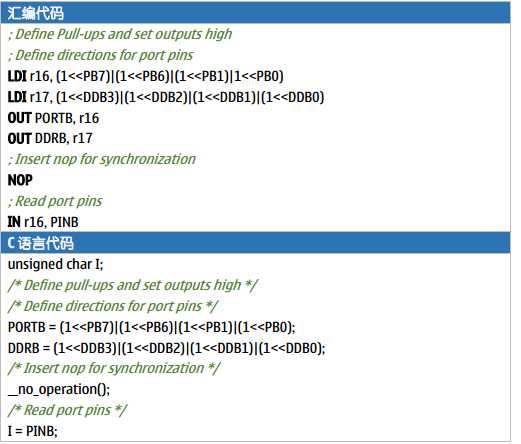 汇编代码
; Define Pull-ups and set outputs high
; Define directions for port pins
LDI r16, (1<<PB7)|(1<<PB6)|(1<<PB1)|1<<PB0)
LDI r17, (1<<DDB3)|(1<<DDB2)|(1<<DDB1)|(1<<DDB0)
OUT PORTB, r16
OUT DDRB, r17
; Insert nop for synchronization
NOP
; Read port pins
IN r16, PINB
C 语言代码
unsigned char I;
/* Define pull-ups and set outputs high */
/* Define directions for port pins */
PORTB = (1<<PB7)|(1<<PB6)|(1<<PB1)|(1<<PB0);
DDRB = (1<<DDB3)|(1<<DDB2)|(1<<DDB1)|(1<<DDB0);
/* Insert nop for synchronization */
__no_operation();
/* Read port pins */
I = PINB;